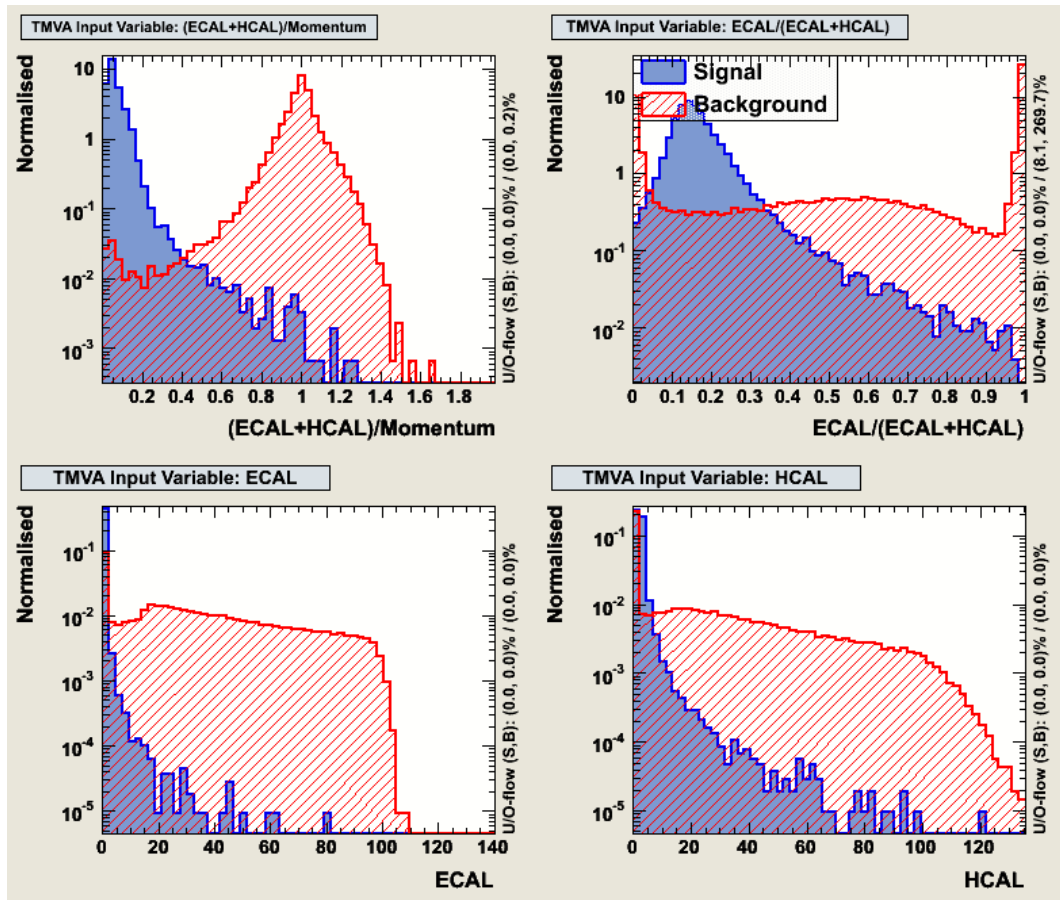 TMVA Input Variable: (ECAL+HCAL)/Momentum
Normalised
10
1
10-1
10-2
10-3
0.2 0.4 0.6 0.8 1 1.2 1.4 1.6 1.8
(ECAL+HCAL)/Momentum
U/O-flow (S,B): (0.0, 0.0)% / (0.0, 0.2)%
TMVA Input Variable: ECAL/(ECAL+HCAL)
Normalised
Signal
Background
10
1
10-1
10-2
0 0.1 0.2 0.3 0.4 0.5 0.6 0.7 0.8 0.9 1
ECAL/(ECAL+HCAL)
U/O-flow (S,B): (0.0, 0.0)% / (8.1, 269.7)%
TMVA Input Variable: ECAL
Normalised
10-1
10-2
10-3
10-4
10-5
0 20 40 60 80 100 120 140
ECAL
U/O-flow (S,B): (0.0, 0.0)% / (0.0, 0.0)%
TMVA Input Variable: HCAL
Normalised
10-1
10-2
10-3
10-4
10-5
0 20 40 60 80 100 120
HCAL
U/O-flow (S,B): (0.0, 0.0)% / (0.0, 0.0)%